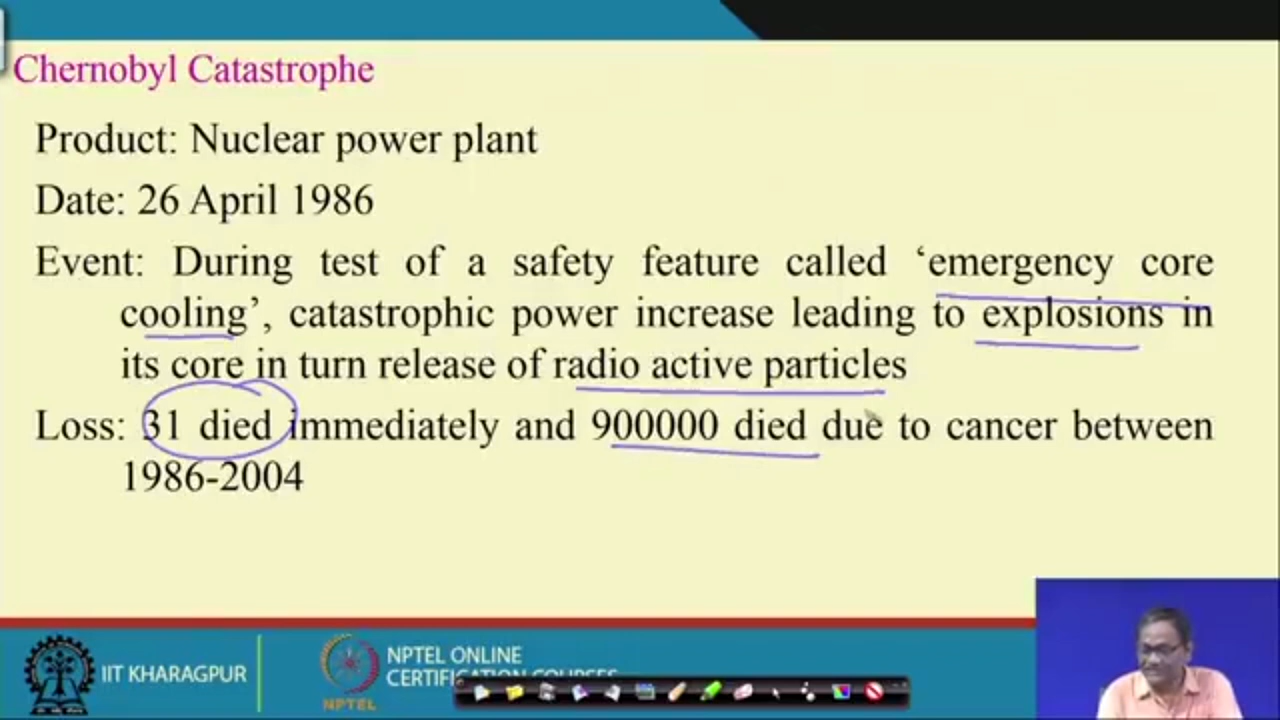 Chernobyl Catastrophe
Product: Nuclear power plant
Date: 26 April 1986
Event: During test of a safety feature called ‘emergency core
cooling’, catastrophic power increase leading to explosions in
its core in turn release of radio active particles
Loss: 31 died immediately and 900000 died due to cancer between
1986-2004
IIT KHARAGPUR
NPTEL ONLINE
CERTIFICATION COURSES
NPTEL